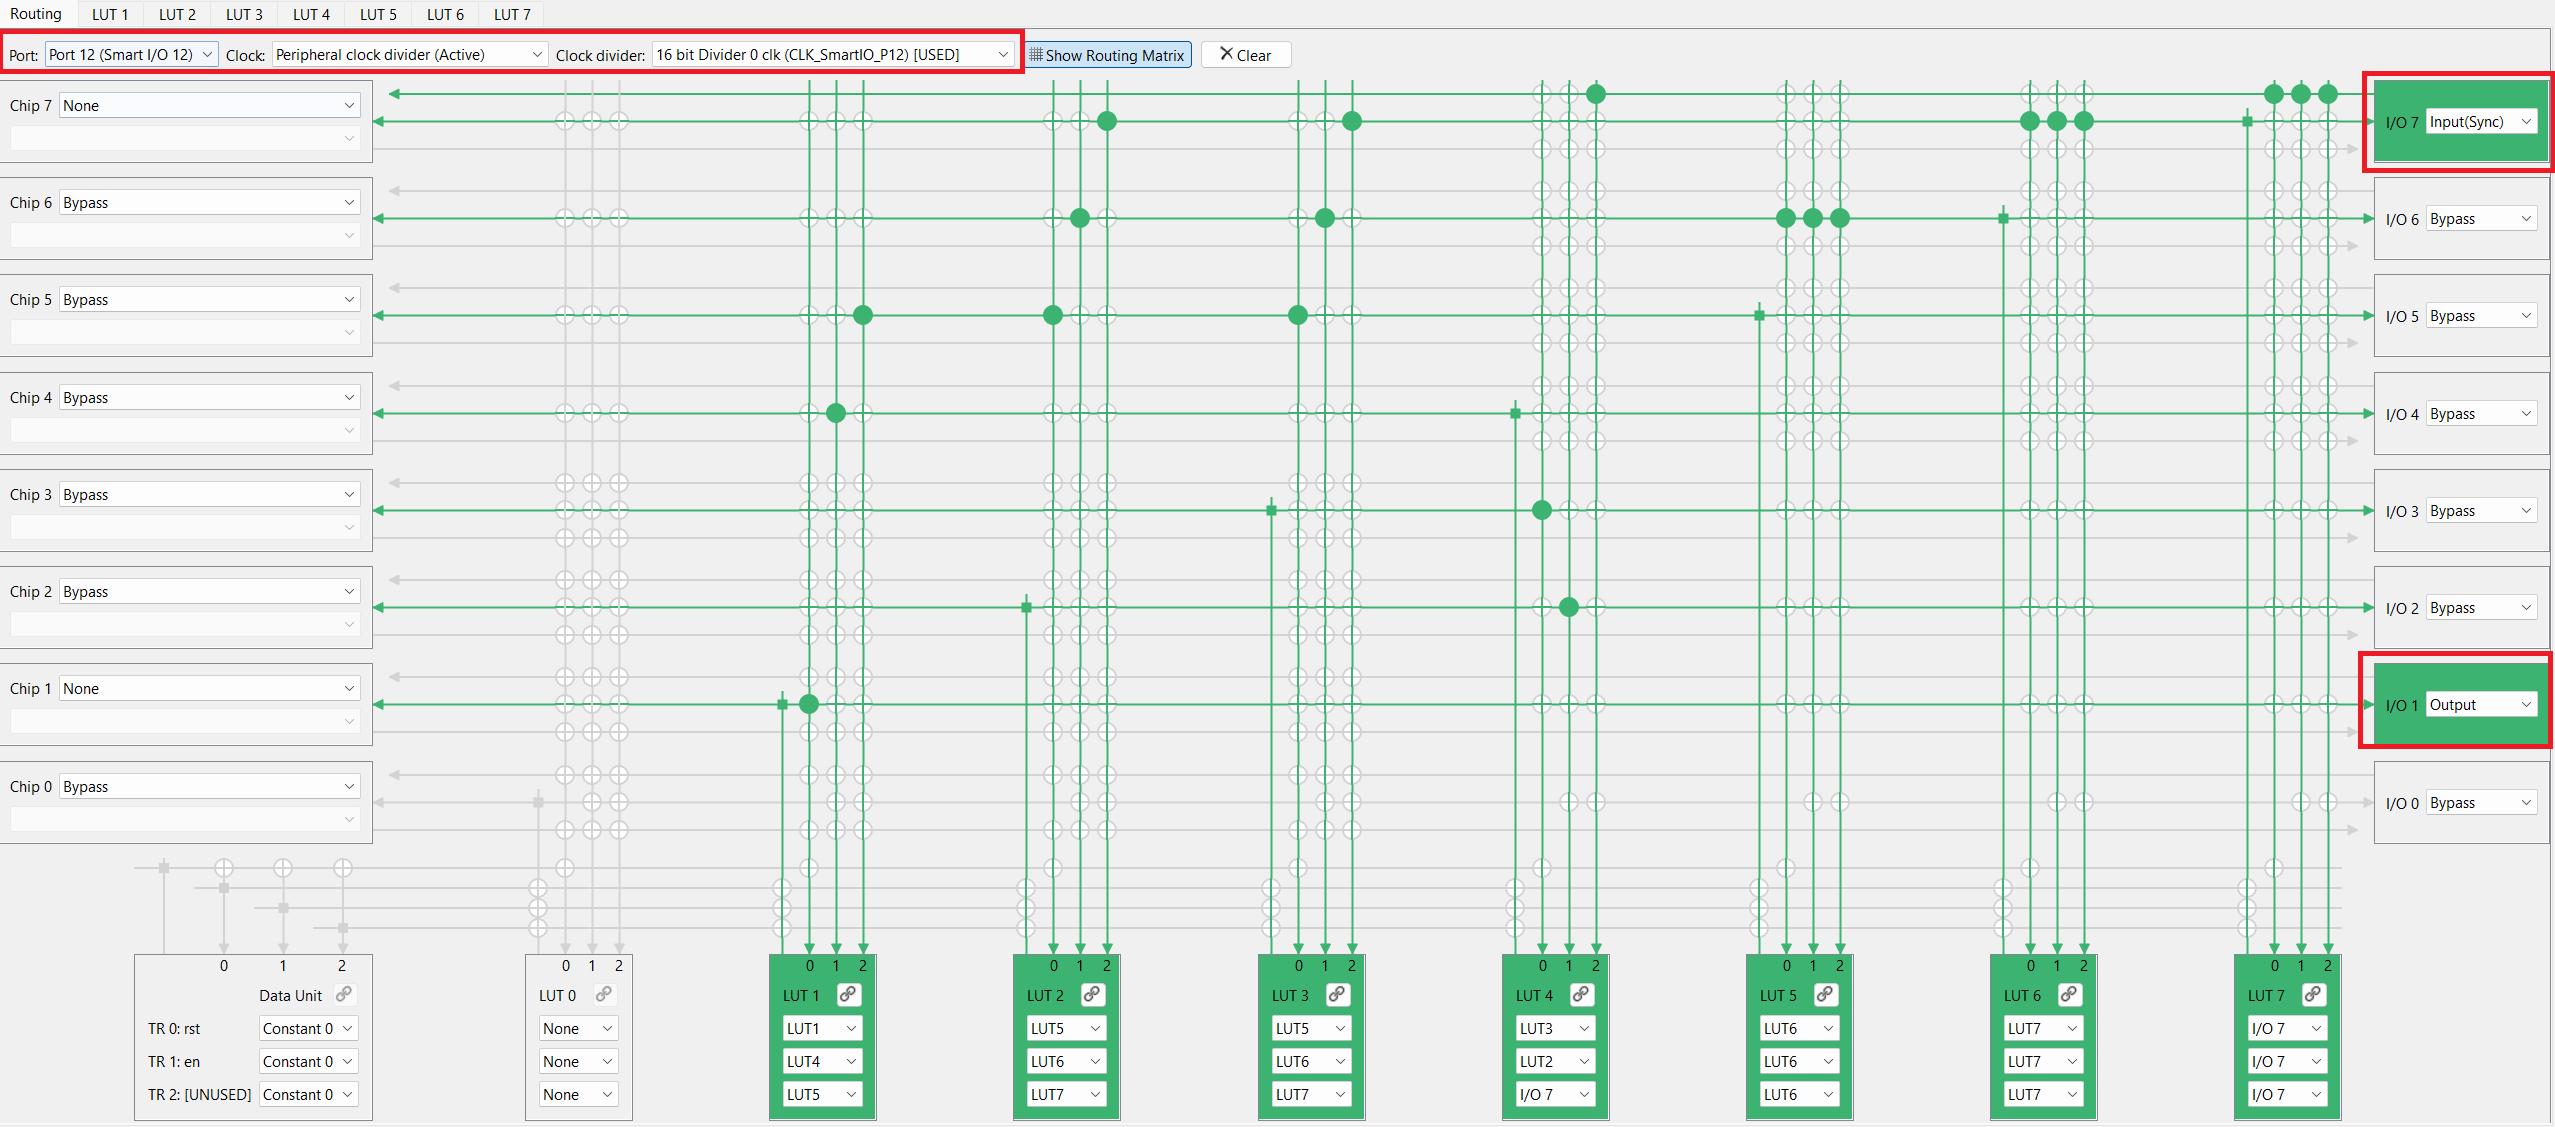 Routing LUT 1 LUT 2 LUT 3 LUT 4 LUT 5 LUT 6 LUT 7
Port: Port 12 (Smart I/O 12) Clock: Peripheral clock divider (Active) Clock divider: 16 bit Divider 0 clk (CLK_SmartIO_P12) [USED] Show Routing Matrix Clear
Chip 7 None
I/O 7 Input(Sync)
Chip 6 Bypass
I/O 6 Bypass
Chip 5 Bypass
I/O 5 Bypass
Chip 4 Bypass
I/O 4 Bypass
Chip 3 Bypass
I/O 3 Bypass
Chip 2 Bypass
I/O 2 Bypass
Chip 1 None
I/O 1 Output
Chip 0 Bypass
I/O 0 Bypass
0 1 2 0 1 2 0 1 2 0 1 2 0 1 2 0 1 2 0 1 2 0 1 2 0 1 2
Data Unit LUT 0 LUT 1 LUT 2 LUT 3 LUT 4 LUT 5 LUT 6 LUT 7
TR 0: rst Constant 0 None LUT1 LUT5 LUT5 LUT3 LUT6 LUT7 I/O 7
TR 1: en Constant 0 None LUT4 LUT6 LUT6 LUT2 LUT6 LUT7 I/O 7
TR 2: [UNUSED] Constant 0 None LUT5 LUT7 LUT7 I/O 7 LUT6 LUT7 I/O 7